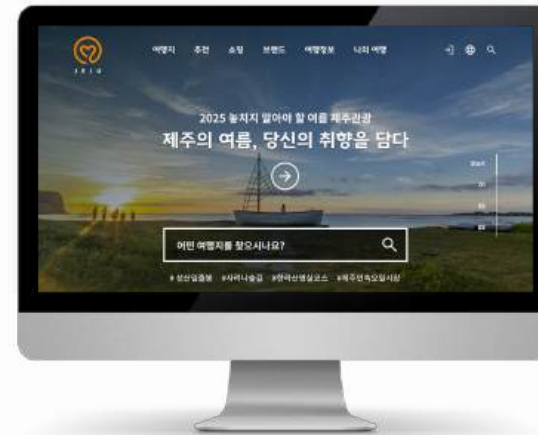 JEJU
여행지 추천 쇼핑 브랜드 여행정보 나의 여행
2025 놓치지 말아야 할 여름 제주관광
제주의 여름, 당신의 취향을 담다
어떤 여행지를 찾으시나요?
#성산일출봉 #사려니숲길 #한라산영실코스 #제주민속오일시장